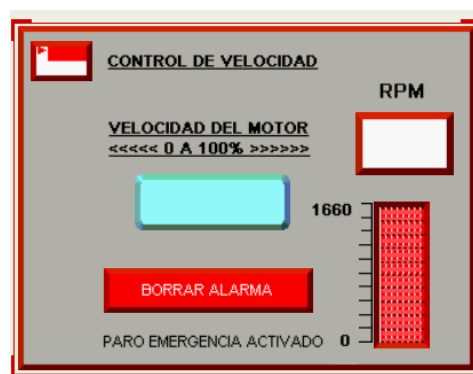 CONTROL DE VELOCIDAD
RPM
VELOCIDAD DEL MOTOR
<<<<< 0 A 100% >>>>>>
1660
BORRAR ALARMA
PARO EMERGENCIA ACTIVADO
0